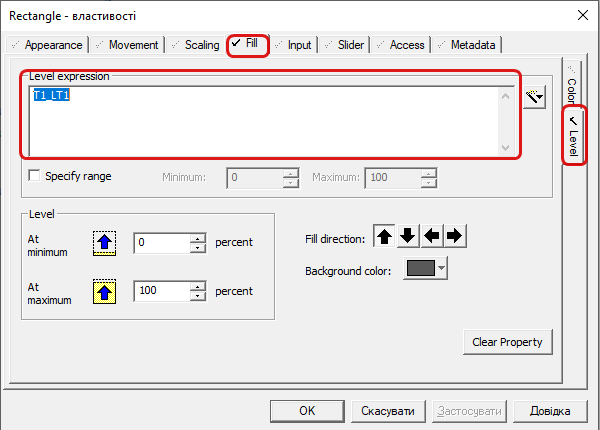 Rectangle - властивості
Appearance Movement Scaling Fill Input Slider Access Metadata
Level expression
T1_LT1
Color
Level
Specify range Minimum: 0 Maximum: 100
Level
At minimum 0 percent
At maximum 100 percent
Fill direction:
Background color:
Clear Property
OK Скасувати Застосувати Довідка